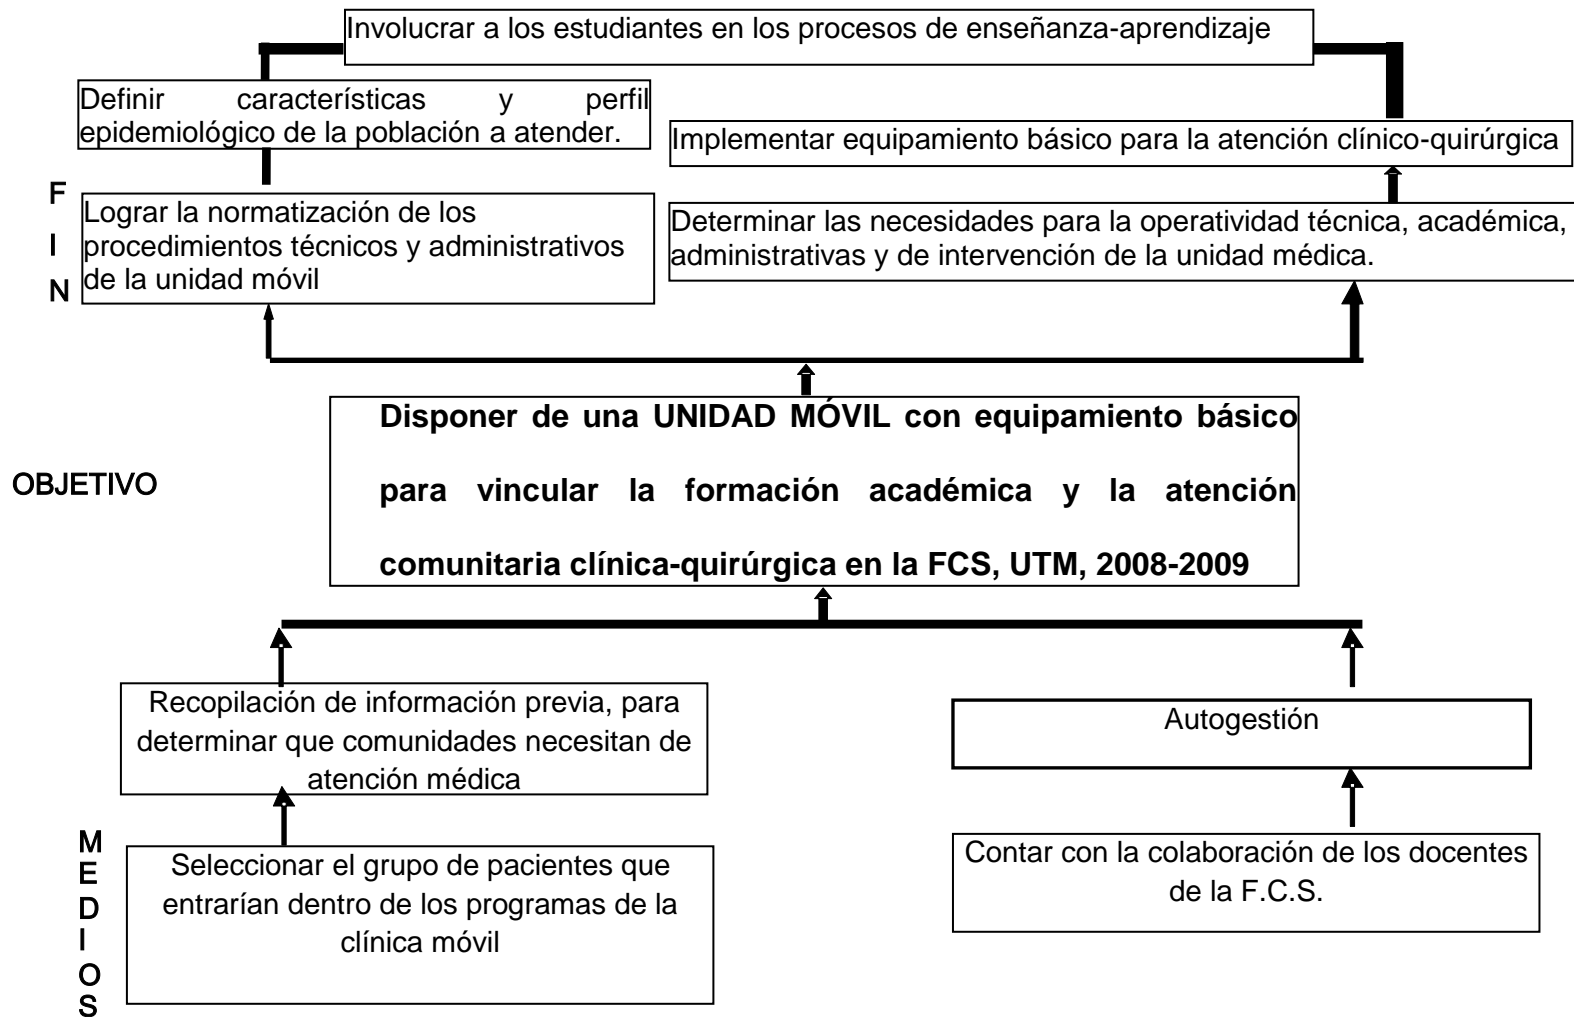 Involucrar a los estudiantes en los procesos de enseñanza-aprendizaje
Definir características y perfil
epidemiológico de la población a atender.
Implementar equipamiento básico para la atención clínico-quirúrgica
F
I
N
Lograr la normatización de los
procedimientos técnicos y administrativos
de la unidad móvil
Determinar las necesidades para la operatividad técnica, académica,
administrativas y de intervención de la unidad médica.
OBJETIVO
Disponer de una UNIDAD MÓVIL con equipamiento básico
para vincular la formación académica y la atención
comunitaria clínica-quirúrgica en la FCS, UTM, 2008-2009
Recopilación de información previa, para
determinar que comunidades necesitan de
atención médica
Autogestión
M
E
D
I
O
S
Seleccionar el grupo de pacientes que
entrarían dentro de los programas de la
clínica móvil
Contar con la colaboración de los docentes
de la F.C.S.